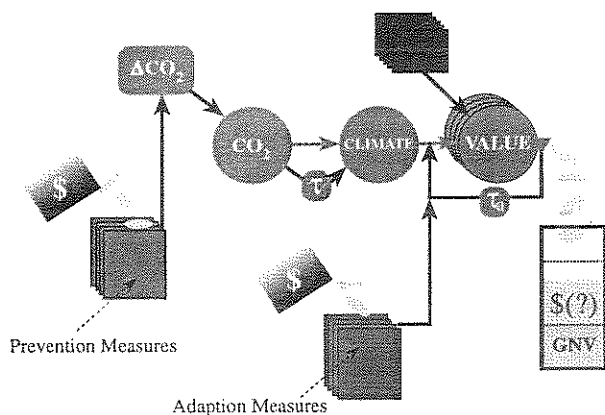 ΔCO₂
CO₂
CLIMATE
VALUE
τ
τd
$
Prevention Measures
$
$(?)
GNV
Adaption Measures